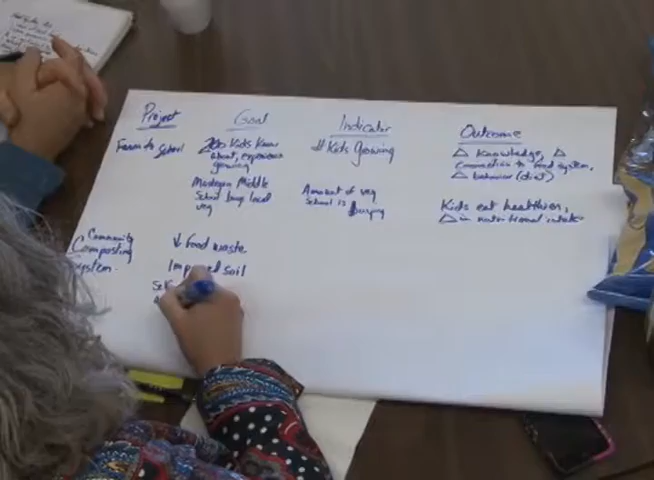 Project Goal Indicator Outcome
Farm to School
200 Kids Know
about, experience
growing
# Kids Growing
Δ Knowledge, Δ
Connection to food system,
Δ behavior (diet)
Muskegon Middle
School buys local
veg
Amount of veg
School is buying
Kids eat healthier,
Δ in nutritional intake
Community
Composting
System
↓ food waste
Improved soil